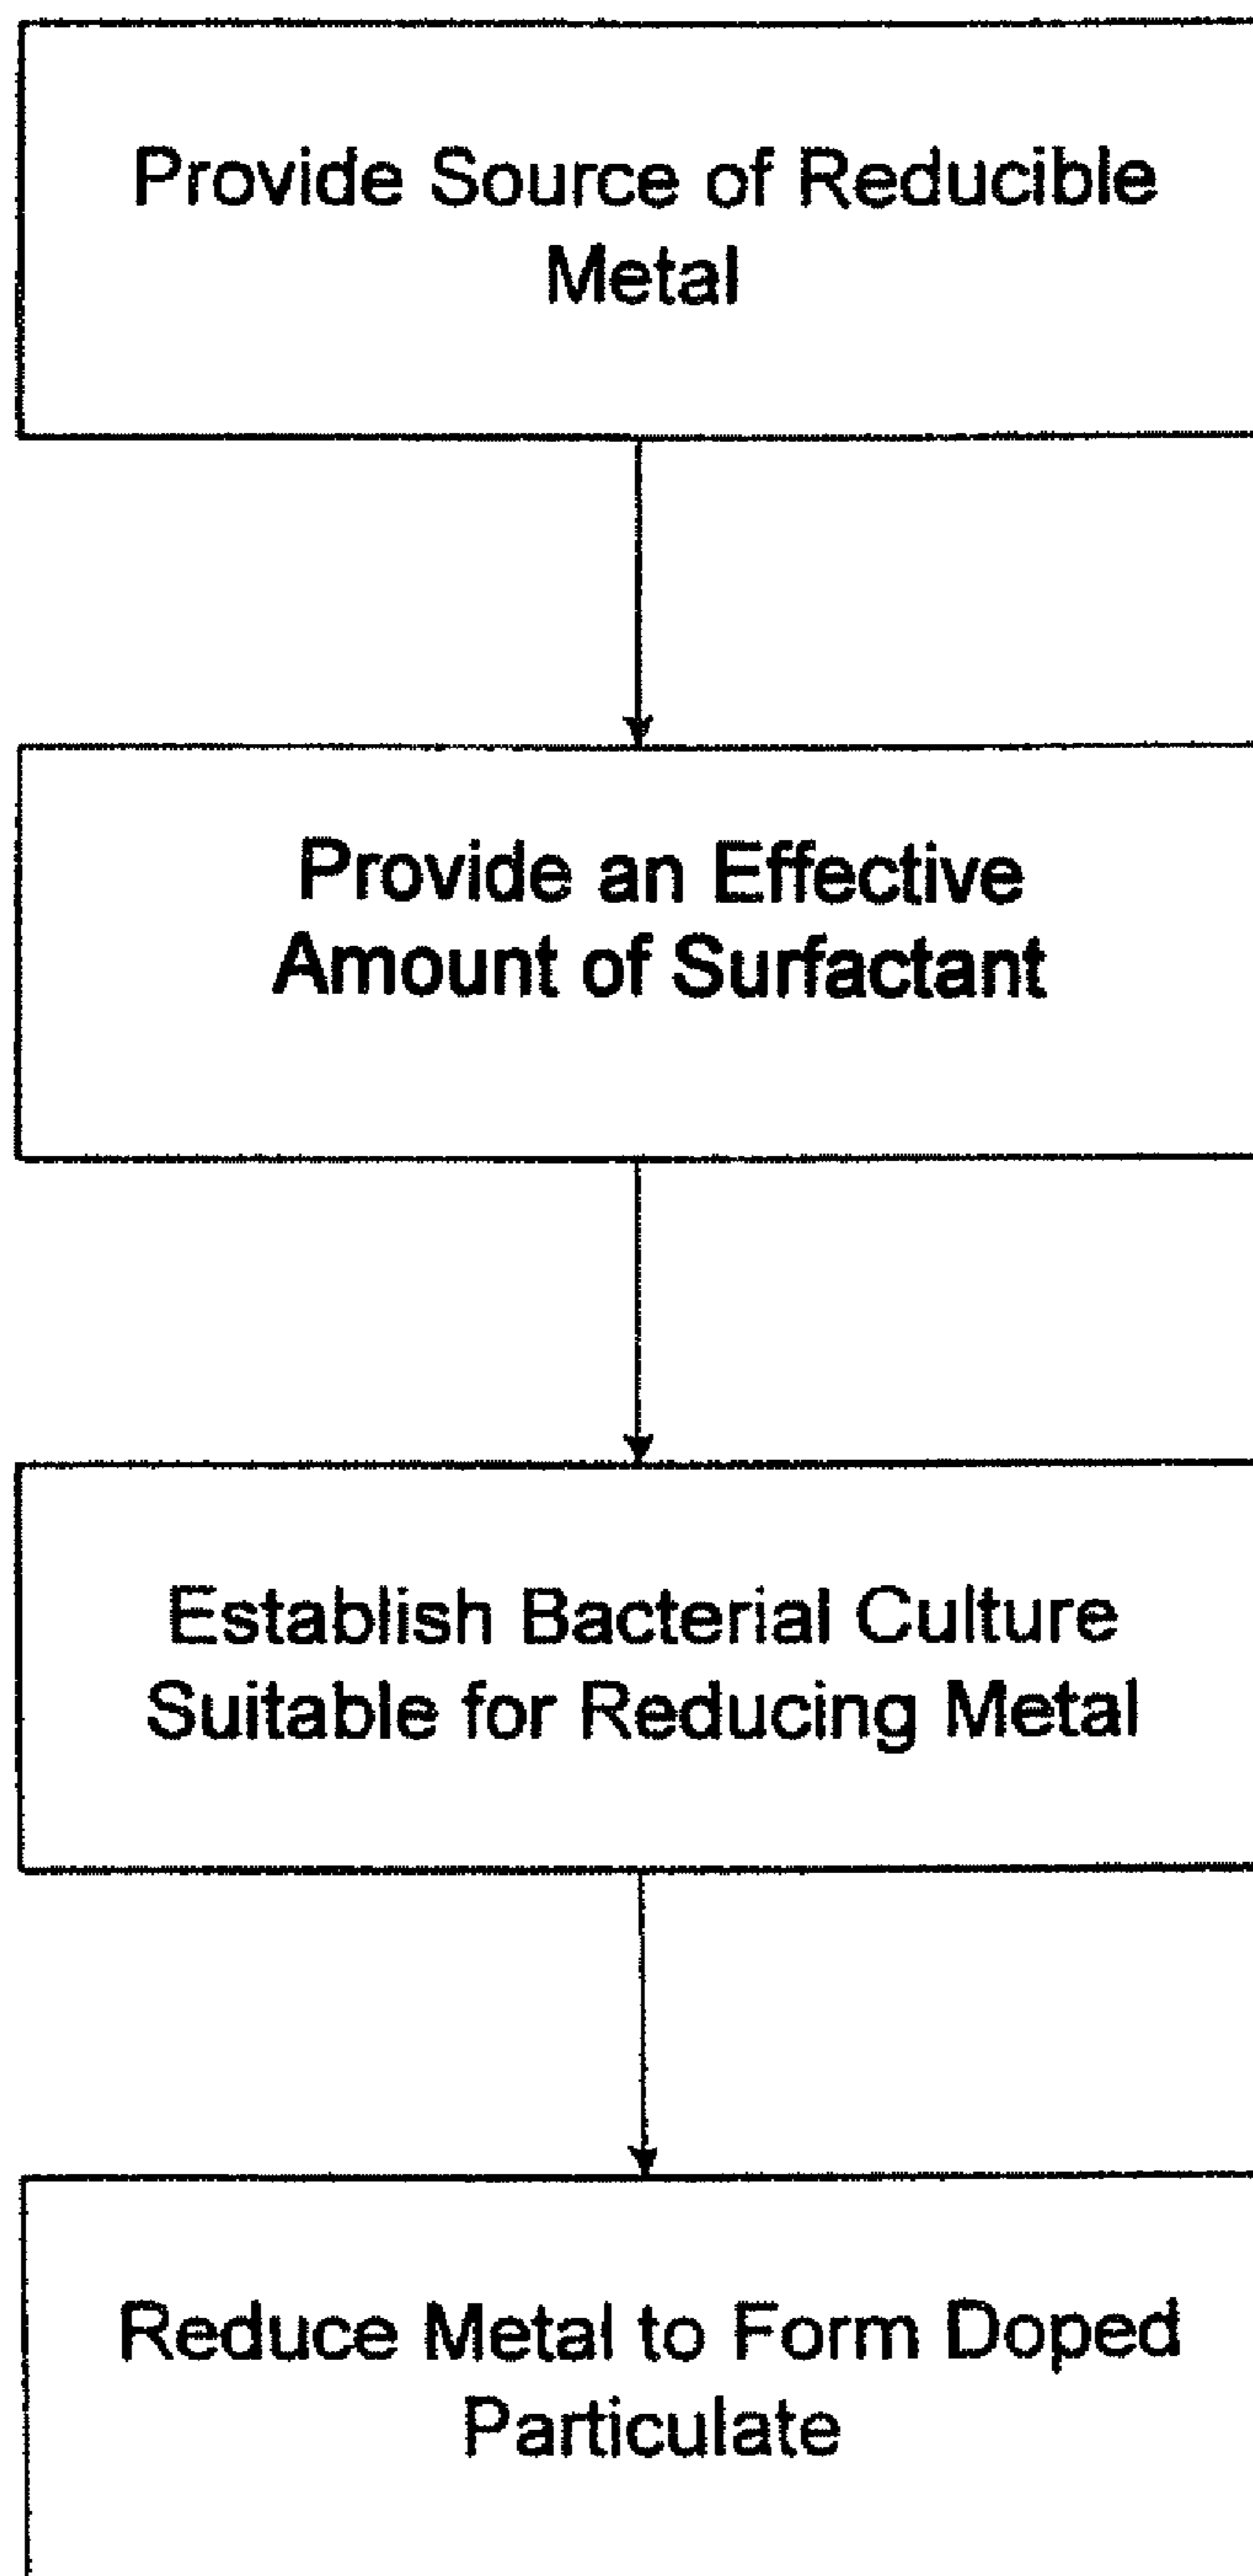 Provide Source of Reducible
Metal
Provide an Effective
Amount of Surfactant
Establish Bacterial Culture
Suitable for Reducing Metal
Reduce Metal to Form Doped
Particulate